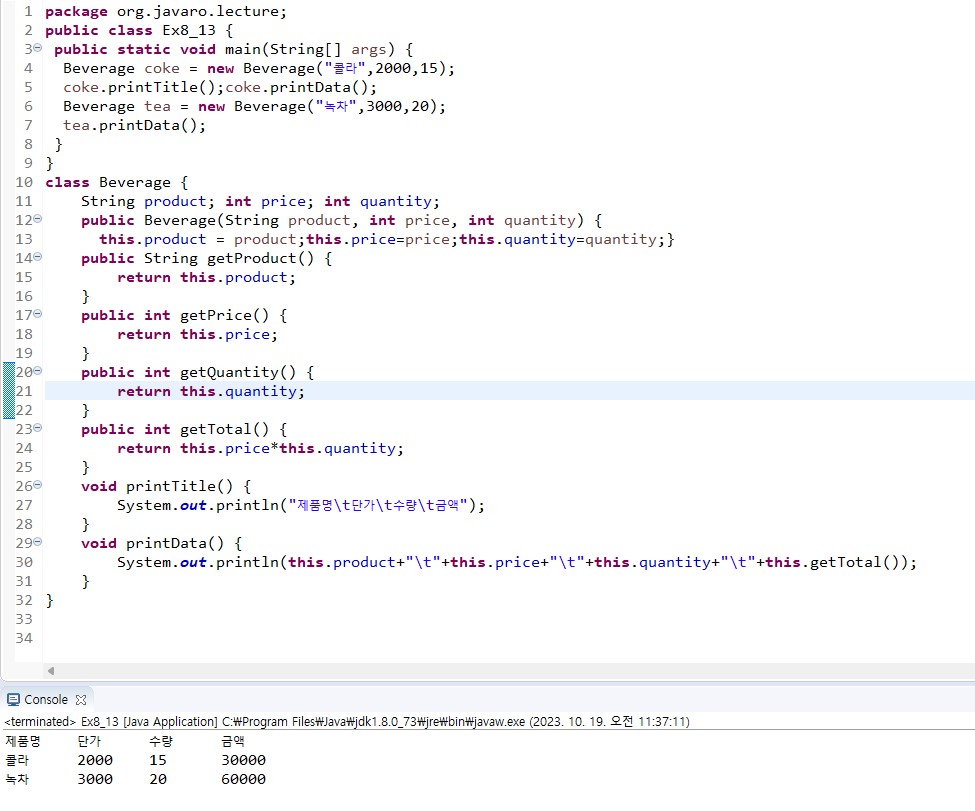 1 package org.javaro.lecture;
2 public class Ex8_13 {
3 public static void main(String[] args) {
4 Beverage coke = new Beverage("콜라",2000,15);
5 coke.printTitle();coke.printData();
6 Beverage tea = new Beverage("녹차",3000,20);
7 tea.printData();
8 }
9 }
10 class Beverage {
11 String product; int price; int quantity;
12 public Beverage(String product, int price, int quantity) {
13 this.product = product;this.price=price;this.quantity=quantity;}
14 public String getProduct() {
15 return this.product;
16 }
17 public int getPrice() {
18 return this.price;
19 }
20 public int getQuantity() {
21 return this.quantity;
22 }
23 public int getTotal() {
24 return this.price*this.quantity;
25 }
26 void printTitle() {
27 System.out.println("제품명\t단가\t수량\t금액");
28 }
29 void printData() {
30 System.out.println(this.product+"\t"+this.price+"\t"+this.quantity+"\t"+this.getTotal());
31 }
32 }
33
34
Console
<terminated> Ex8_13 [Java Application] C:₩Program Files₩Java₩jdk1.8.0_73₩jre₩bin₩javaw.exe (2023. 10. 19. 오전 11:37:11)
제품명 단가 수량 금액
콜라 2000 15 30000
녹차 3000 20 60000